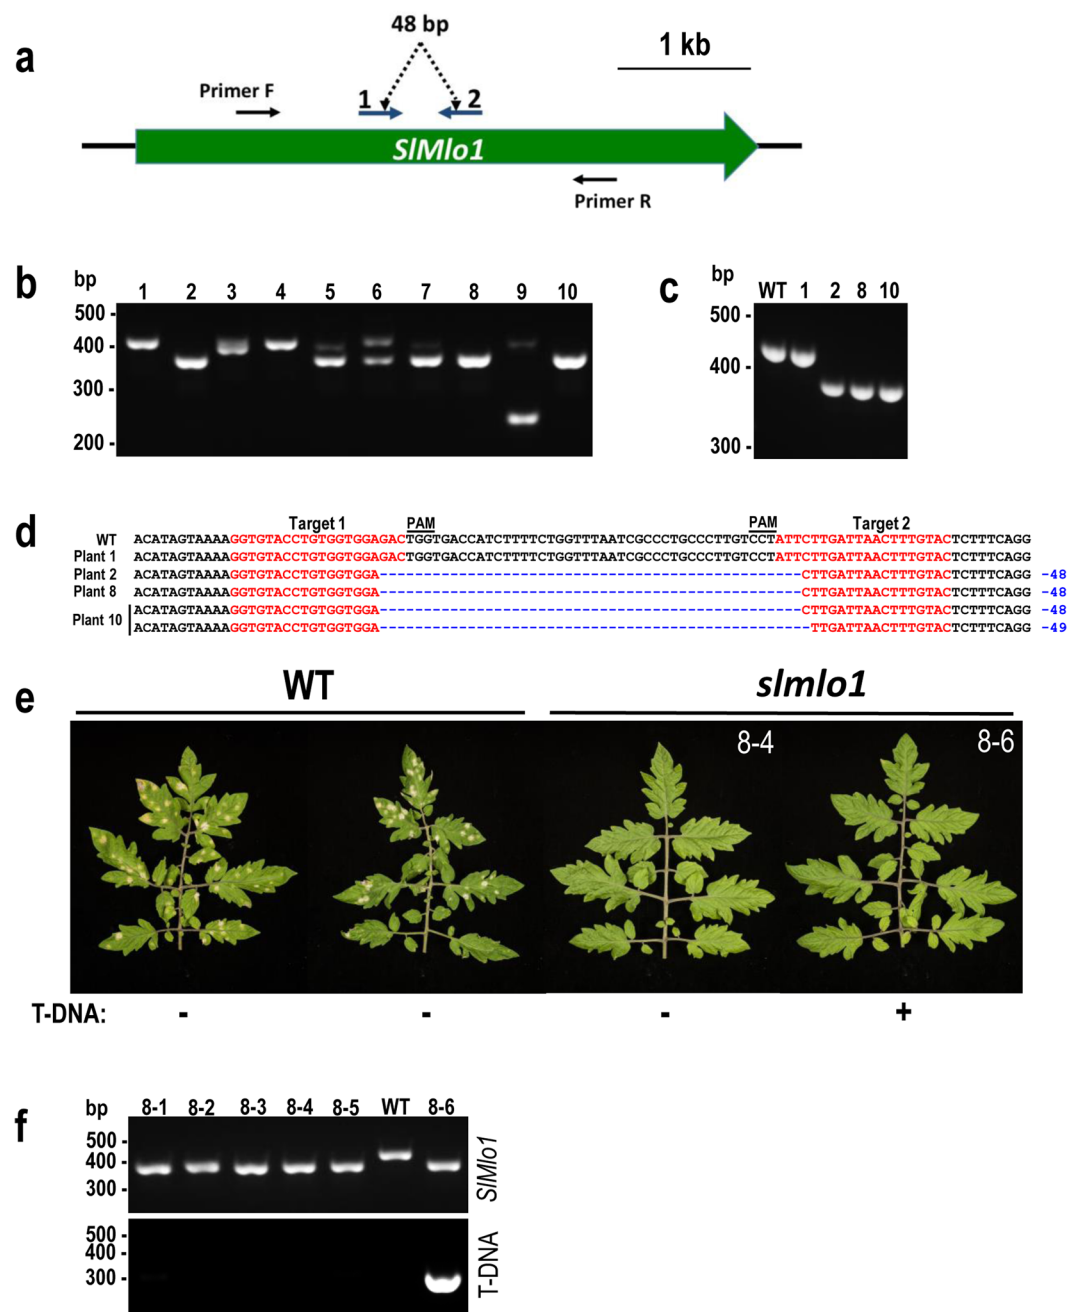 a
48 bp
1 kb
Primer F
1
2
SlMlo1
Primer R
b
bp
1 2 3 4 5 6 7 8 9 10
500 -
400 -
300 -
200 -
c
bp
WT 1 2 8 10
500 -
400 -
300 -
d
Target 1
PAM
PAM
Target 2
WT ACATAGTAAAAGGTGTACCTGTGGTGGAGACTGGTGACCATCTTTTCTGGTTTAATCGCCCTGCCCTTGTCCTATTCTTGATTAACTTTGTACTCTTTCAGG
Plant 1 ACATAGTAAAAGGTGTACCTGTGGTGGAGACTGGTGACCATCTTTTCTGGTTTAATCGCCCTGCCCTTGTCCTATTCTTGATTAACTTTGTACTCTTTCAGG
Plant 2 ACATAGTAAAAGGTGTACCTGTGGTGGA------------------------------------------------CTTGATTAACTTTGTACTCTTTCAGG -48
Plant 8 ACATAGTAAAAGGTGTACCTGTGGTGGA------------------------------------------------CTTGATTAACTTTGTACTCTTTCAGG -48
Plant 10 ACATAGTAAAAGGTGTACCTGTGGTGGA------------------------------------------------CTTGATTAACTTTGTACTCTTTCAGG -48
ACATAGTAAAAGGTGTACCTGTGGTGGA-------------------------------------------------TTGATTAACTTTGTACTCTTTCAGG -49
e
WT
slmlo1
8-4
8-6
T-DNA: - - - +
f
bp
8-1 8-2 8-3 8-4 8-5 WT 8-6
500 -
400 -
300 -
SlMlo1
500 -
400 -
300 -
T-DNA